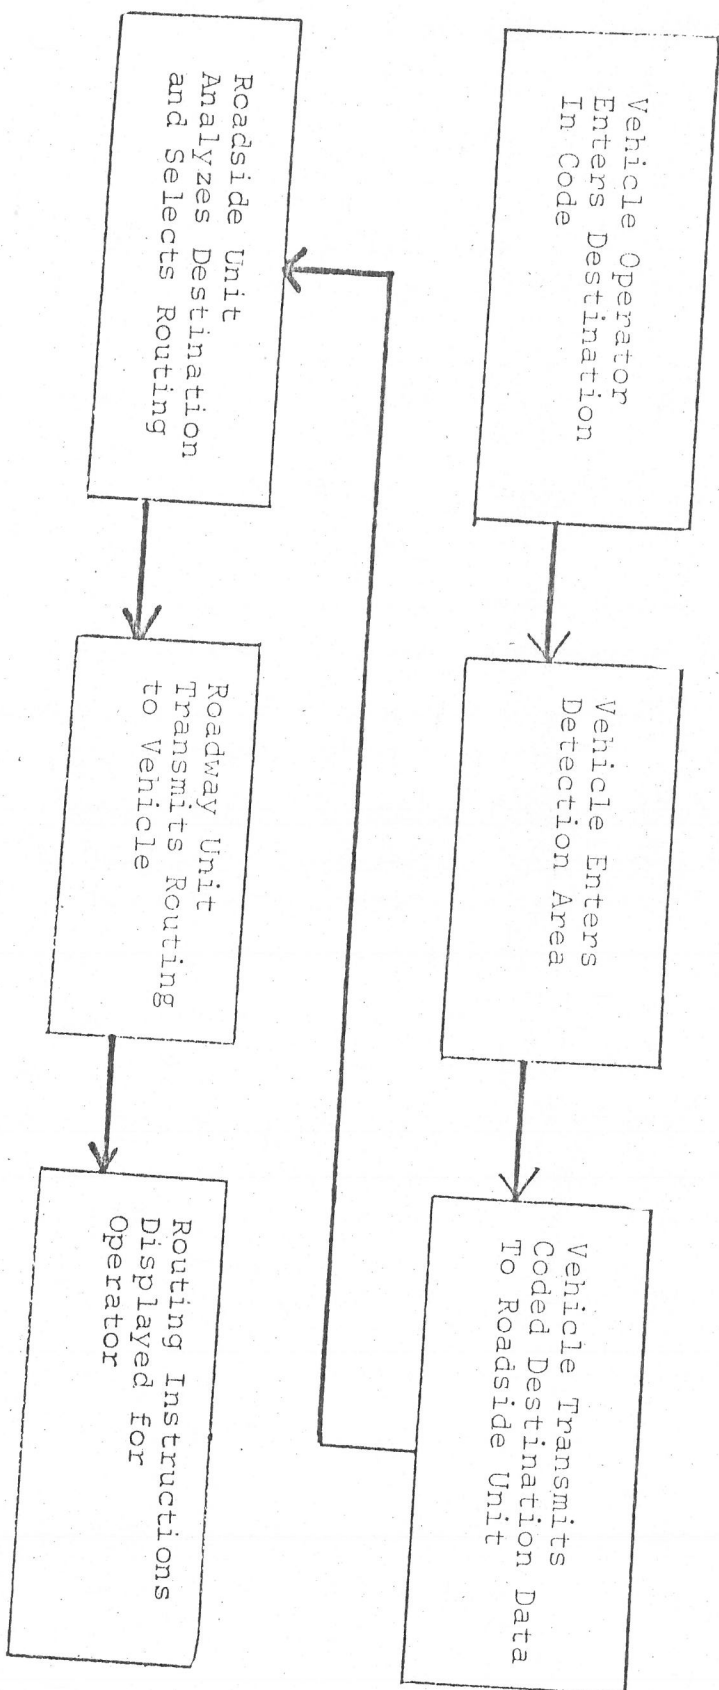 Vehicle Operator
Enters Destination
In Code
Vehicle Enters
Detection Area
Vehicle Transmits
Coded Destination Data
To Roadside Unit
Roadside Unit
Analyzes Destination
and Selects Routing
Roadway Unit
Transmits Routing
to Vehicle
Routing Instructions
Displayed for
Operator